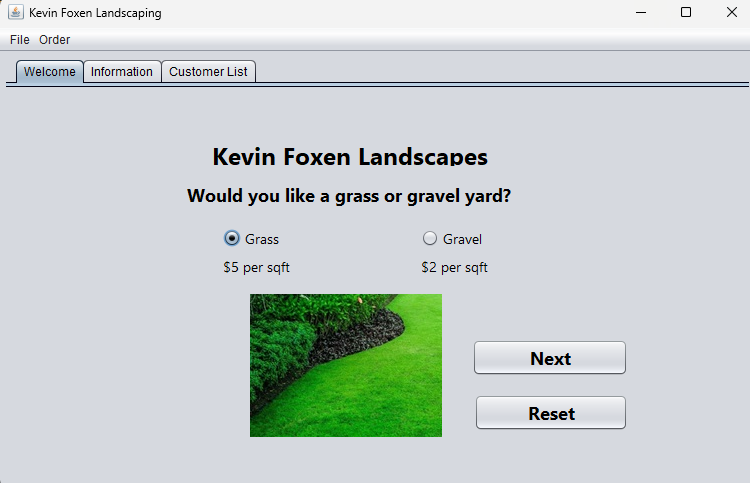 Kevin Foxen Landscaping
File Order
Welcome Information Customer List
Kevin Foxen Landscapes
Would you like a grass or gravel yard?
Grass Gravel
$5 per sqft $2 per sqft
Next
Reset